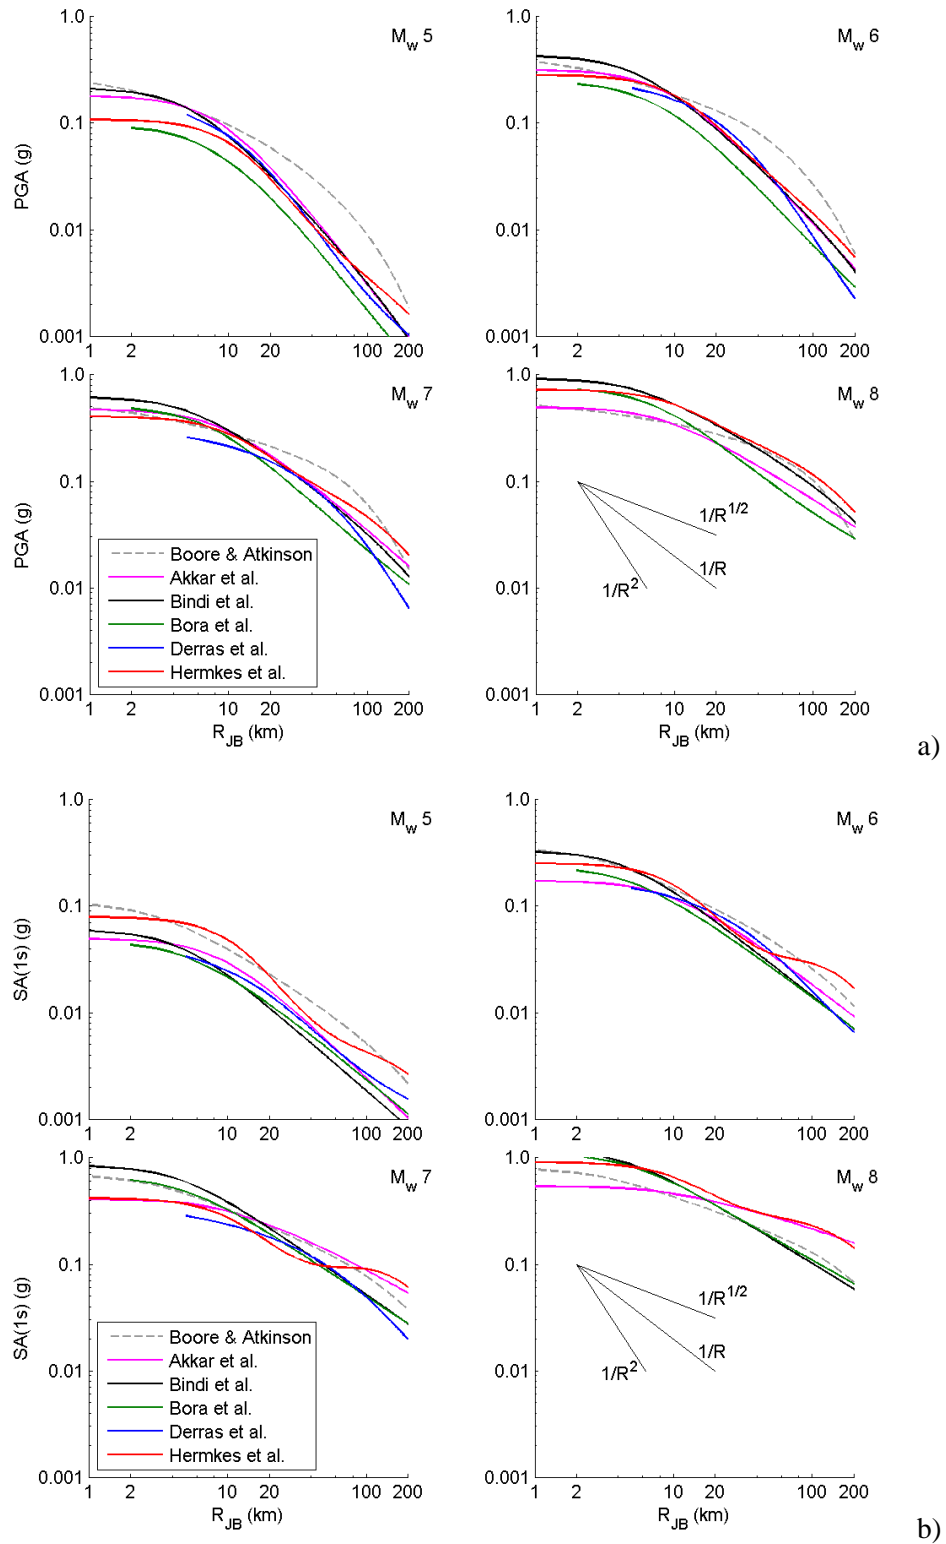 1.0
0.1
0.01
0.001
PGA (g)
M_w 5
1 2 10 20 100 200
1.0
0.1
0.01
0.001
M_w 6
1 2 10 20 100 200
1.0
0.1
0.01
0.001
PGA (g)
M_w 7
Boore & Atkinson
Akkar et al.
Bindi et al.
Bora et al.
Derras et al.
Hermkes et al.
1 2 10 20 100 200
R_JB (km)
1.0
0.1
0.01
0.001
M_w 8
1/R^1/2
1/R
1/R^2
1 2 10 20 100 200
R_JB (km)
a)
1.0
0.1
0.01
0.001
SA(1s) (g)
M_w 5
1 2 10 20 100 200
1.0
0.1
0.01
0.001
M_w 6
1 2 10 20 100 200
1.0
0.1
0.01
0.001
SA(1s) (g)
M_w 7
Boore & Atkinson
Akkar et al.
Bindi et al.
Bora et al.
Derras et al.
Hermkes et al.
1 2 10 20 100 200
R_JB (km)
1.0
0.1
0.01
0.001
M_w 8
1/R^1/2
1/R
1/R^2
1 2 10 20 100 200
R_JB (km)
b)